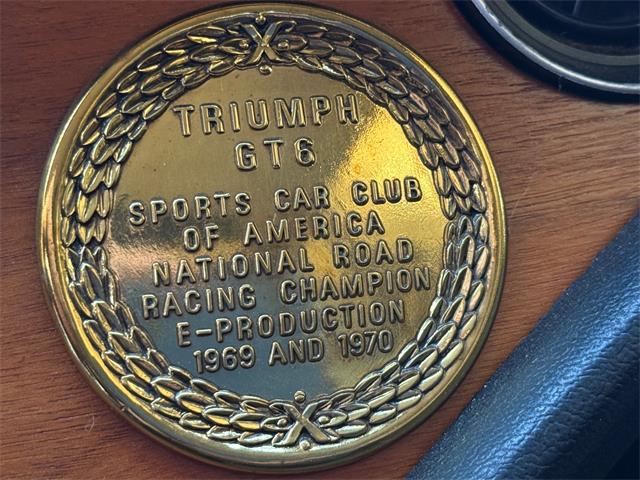 TRIUMPH
GT6
SPORTS CAR CLUB
OF AMERICA
NATIONAL ROAD
RACING CHAMPION
E-PRODUCTION
1969 AND 1970